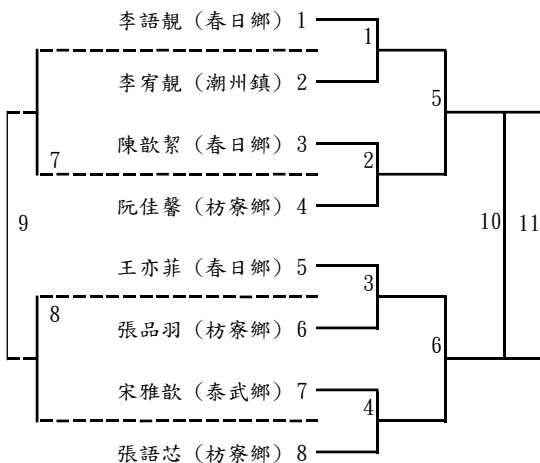 李語靚（春日鄉）1
1
李宥靚（潮州鎮）2
5
陳歆絜（春日鄉）3
7
2
阮佳馨（枋寮鄉）4
9
10
11
王亦菲（春日鄉）5
3
8
張品羽（枋寮鄉）6
6
宋雅歆（泰武鄉）7
4
張語芯（枋寮鄉）8